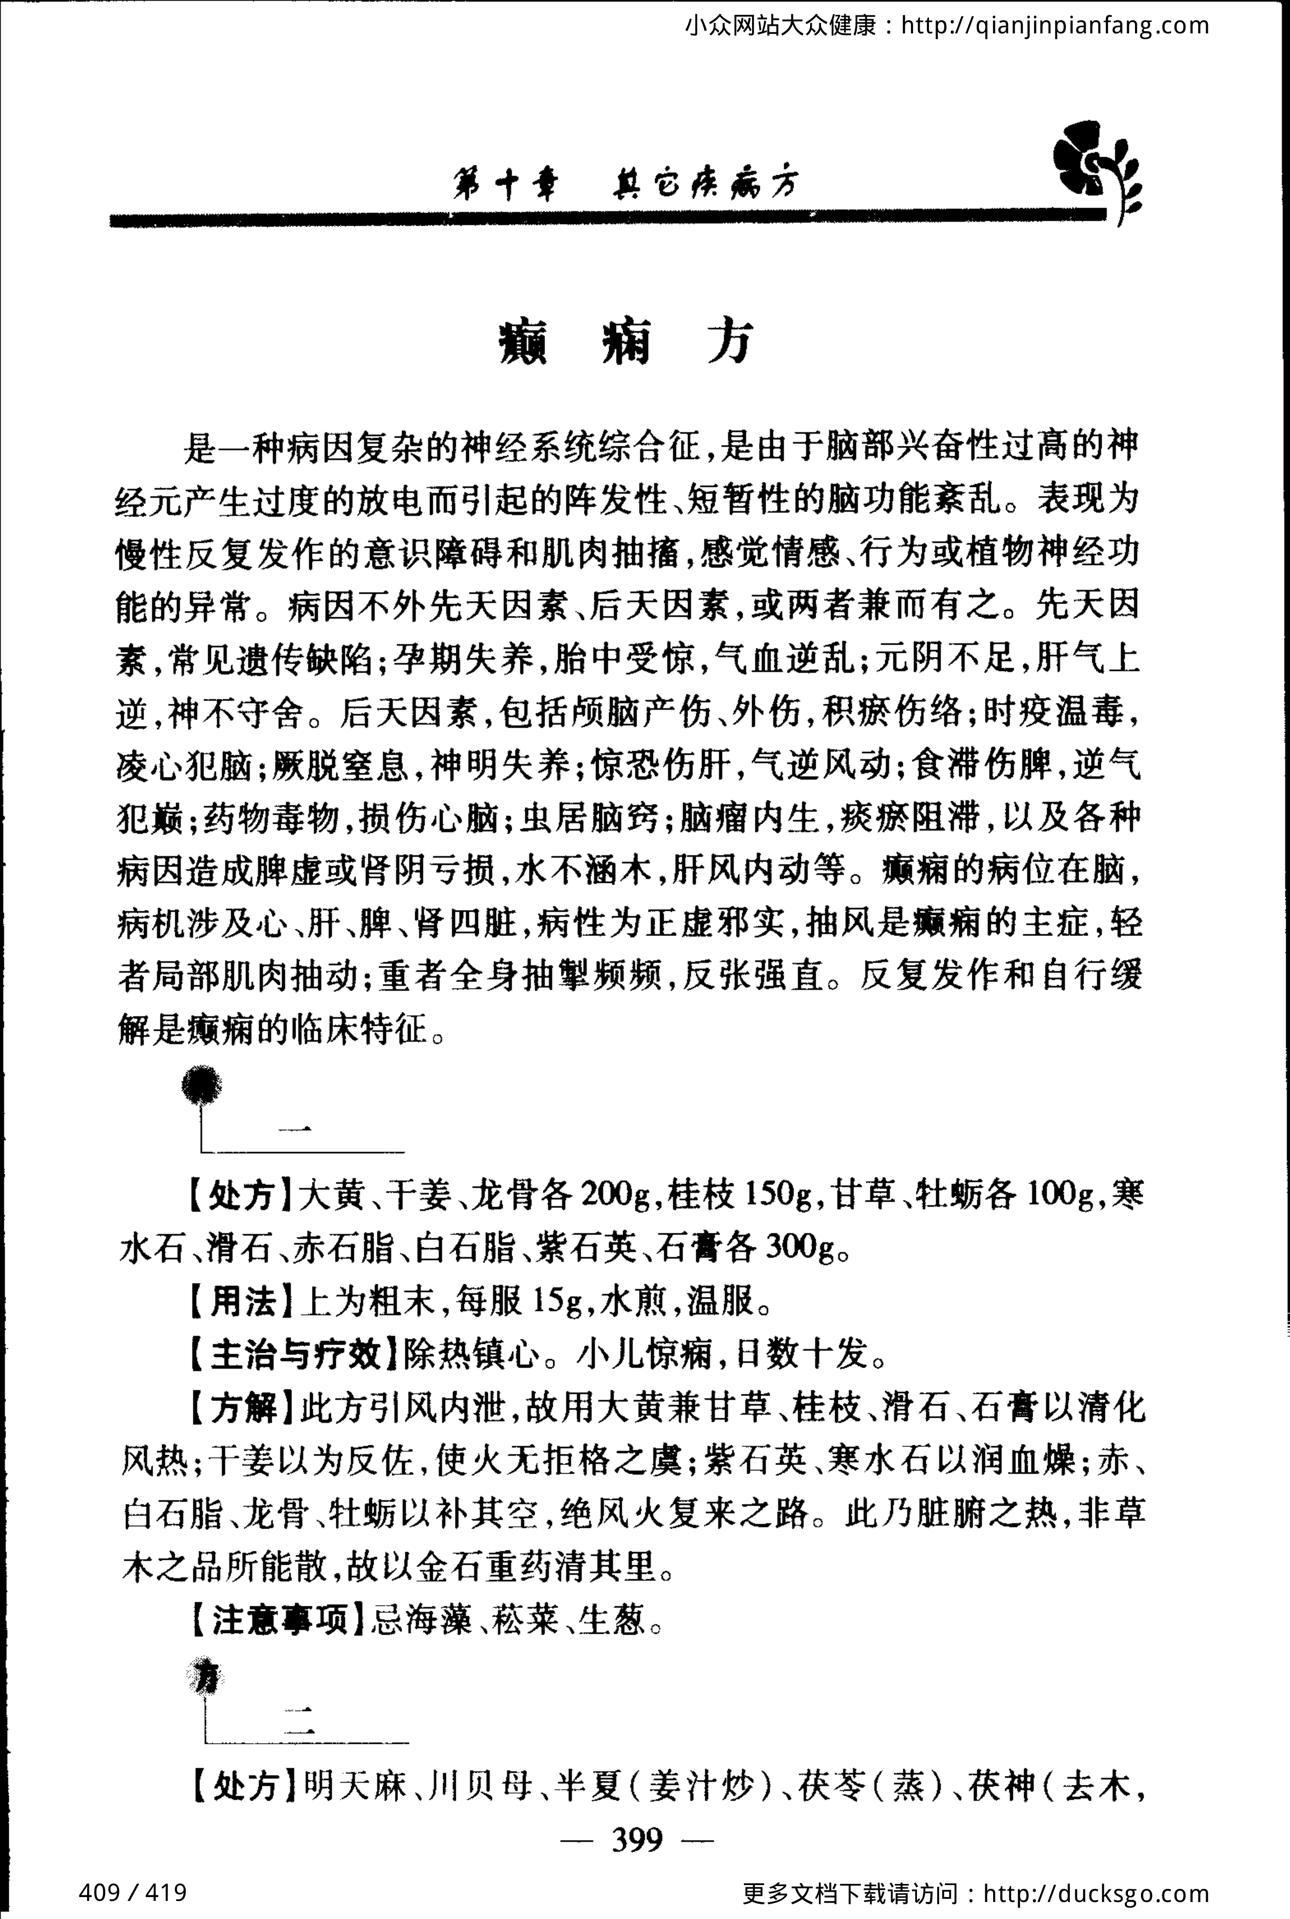 小众网站大众健康：http://qianjinpianfang.com
第十章 其它疾病方
癫痫方
是一种病因复杂的神经系统综合征,是由于脑部兴奋性过高的神
经元产生过度的放电而引起的阵发性、短暂性的脑功能紊乱。表现为
慢性反复发作的意识障碍和肌肉抽搐,感觉情感、行为或植物神经功
能的异常。病因不外先天因素、后天因素,或两者兼而有之。先天因
素,常见遗传缺陷;孕期失养,胎中受惊,气血逆乱;元阴不足,肝气上
逆,神不守舍。后天因素,包括颅脑产伤、外伤,积瘀伤络;时疫温毒,
凌心犯脑;厥脱窒息,神明失养;惊恐伤肝,气逆风动;食滞伤脾,逆气
犯巅;药物毒物,损伤心脑;虫居脑窍;脑瘤内生,痰瘀阻滞,以及各种
病因造成脾虚或肾阴亏损,水不涵木,肝风内动等。癫痫的病位在脑,
病机涉及心、肝、脾、肾四脏,病性为正虚邪实,抽风是癫痫的主症,轻
者局部肌肉抽动;重者全身抽掣频频,反张强直。反复发作和自行缓
解是癫痫的临床特征。
一
【处方】大黄、干姜、龙骨各200g,桂枝150g,甘草、牡蛎各100g,寒
水石、滑石、赤石脂、白石脂、紫石英、石膏各300g。
【用法】上为粗末,每服15g,水煎,温服。
【主治与疗效】除热镇心。小儿惊痫,日数十发。
【方解】此方引风内泄,故用大黄兼甘草、桂枝、滑石、石膏以清化
风热;干姜以为反佐,使火无拒格之虞;紫石英、寒水石以润血燥;赤、
白石脂、龙骨、牡蛎以补其空,绝风火复来之路。此乃脏腑之热,非草
木之品所能散,故以金石重药清其里。
【注意事项】忌海藻、菘菜、生葱。
方
二
【处方】明天麻、川贝母、半夏(姜汁炒)、茯苓(蒸)、茯神(去木,
— 399 —
409 / 419
更多文档下载请访问：http://ducksgo.com